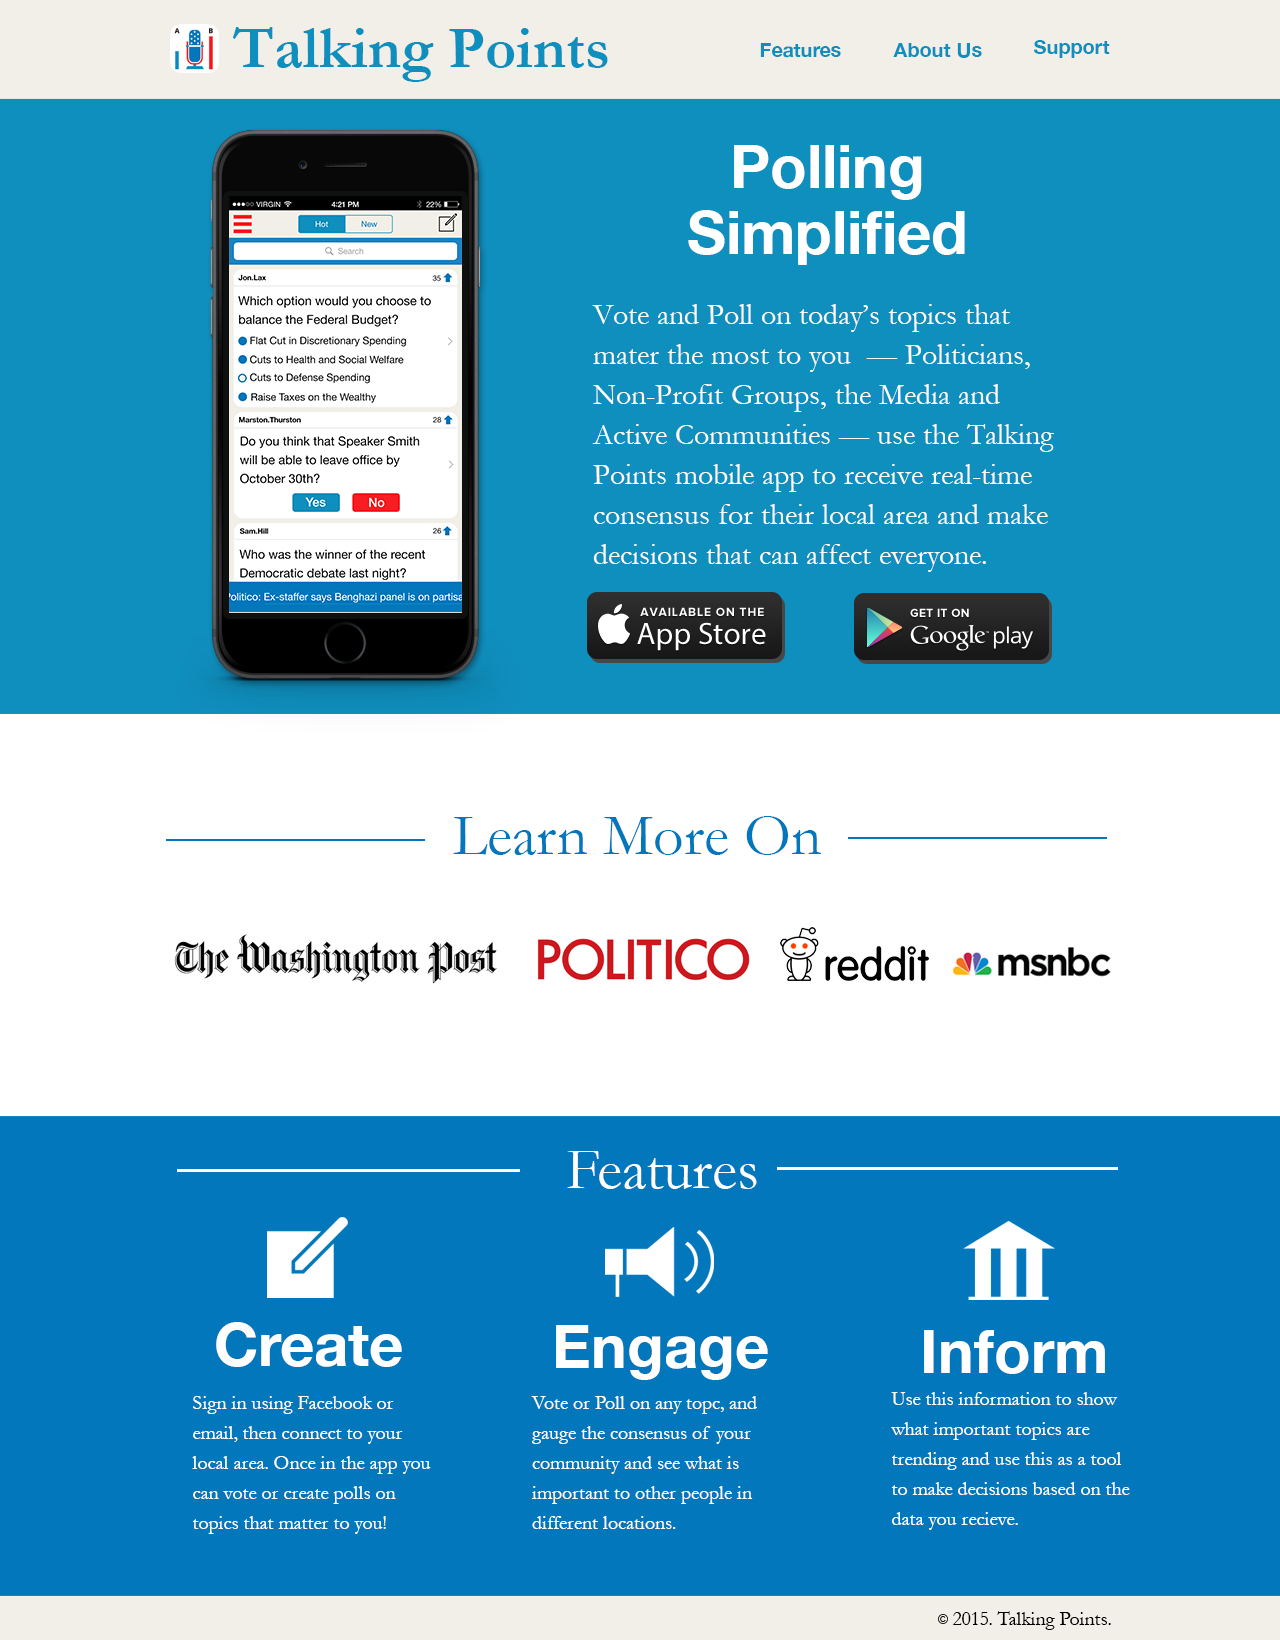 A B
Talking Points
Features About Us Support
VIRGIN 4:21 PM 22%
Hot New
Search
Jon.Lax 35
Which option would you choose to
balance the Federal Budget?
Flat Cut in Discretionary Spending
Cuts to Health and Social Welfare
Cuts to Defense Spending
Raise Taxes on the Wealthy
Marston.Thurston 28
Do you think that Speaker Smith
will be able to leave office by
October 30th?
Yes No
Sam.Hill 26
Who was the winner of the recent
Democratic debate last night?
Politico: Ex-staffer says Benghazi panel is on partisa
Polling
Simplified
Vote and Poll on today’s topics that
mater the most to you — Politicians,
Non-Profit Groups, the Media and
Active Communities — use the Talking
Points mobile app to receive real-time
consensus for their local area and make
decisions that can affect everyone.
AVAILABLE ON THE
App Store
GET IT ON
Google play
Learn More On
The Washington Post POLITICO reddit msnbc
Features
Create
Sign in using Facebook or
email, then connect to your
local area. Once in the app you
can vote or create polls on
topics that matter to you!
Engage
Vote or Poll on any topc, and
gauge the consensus of your
community and see what is
important to other people in
different locations.
Inform
Use this information to show
what important topics are
trending and use this as a tool
to make decisions based on the
data you recieve.
© 2015. Talking Points.